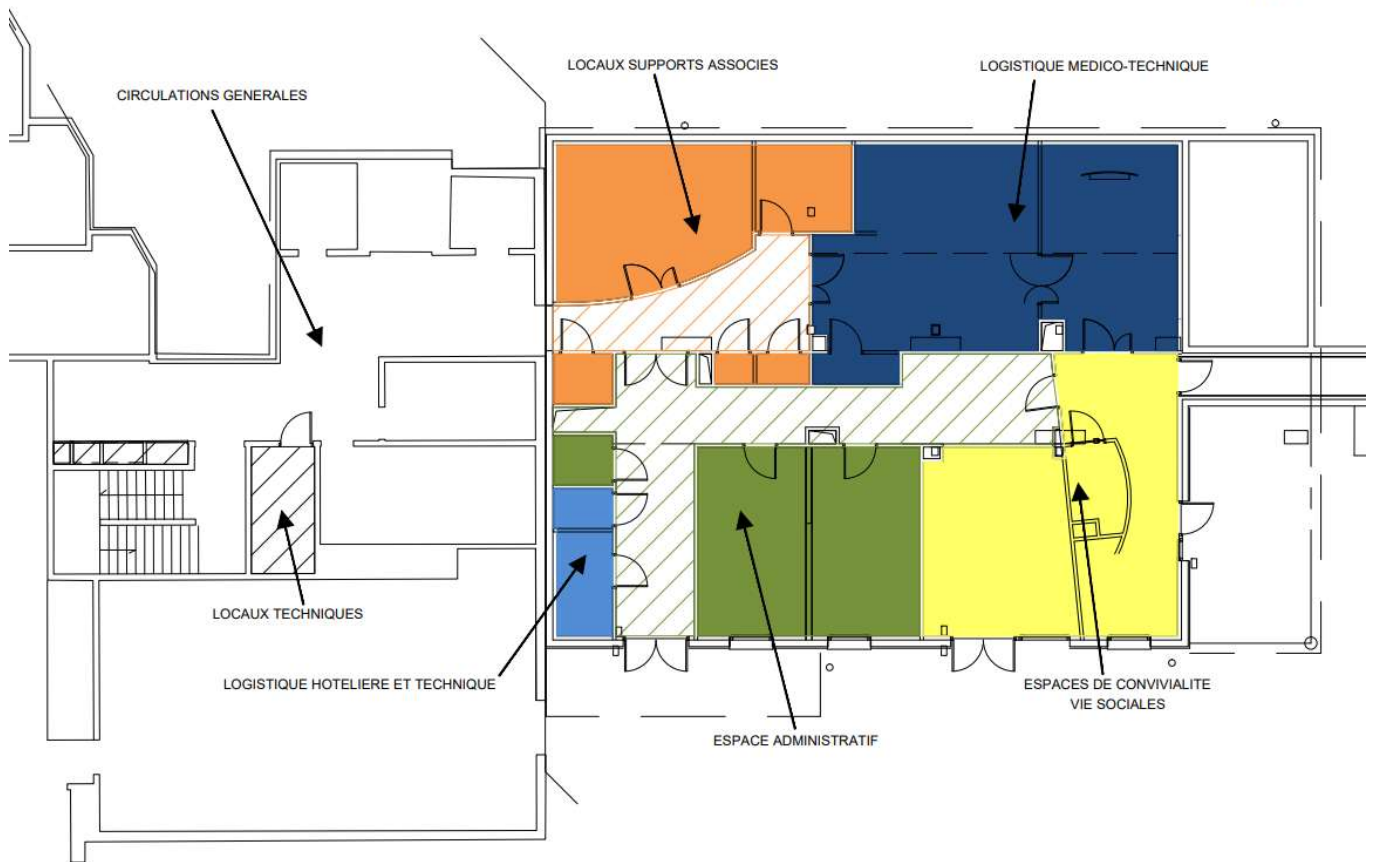 LOCAUX SUPPORTS ASSOCIES
LOGISTIQUE MEDICO-TECHNIQUE
CIRCULATIONS GENERALES
LOCAUX TECHNIQUES
LOGISTIQUE HOTELIERE ET TECHNIQUE
ESPACES DE CONVIVIALITE
VIE SOCIALES
ESPACE ADMINISTRATIF